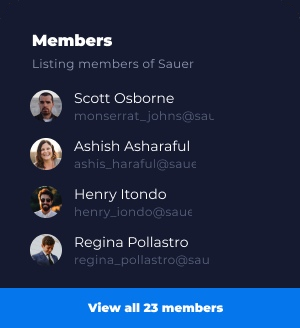 Members
Listing members of Sauer
Scott Osborne
monserrat_johns@sau
Ashish Asharaful
ashis_haraful@saue
Henry Itondo
henry_iondo@saue
Regina Pollastro
regina_pollastro@sau
View all 23 members